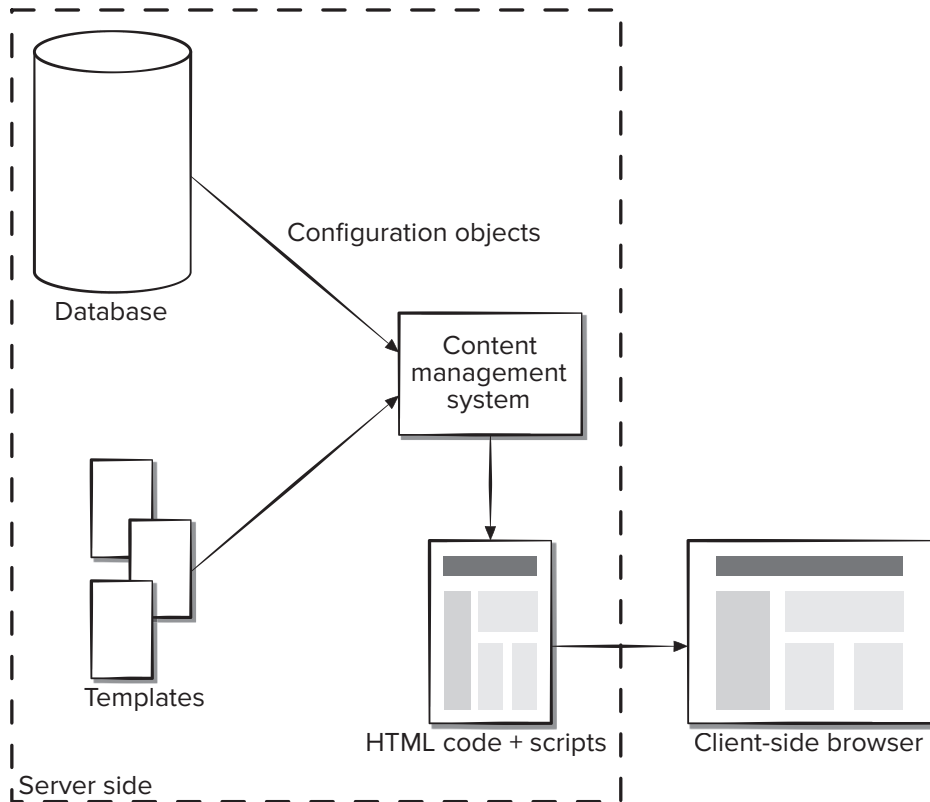 Configuration objects
Database
Content
management
system
Templates
HTML code + scripts
Client-side browser
Server side